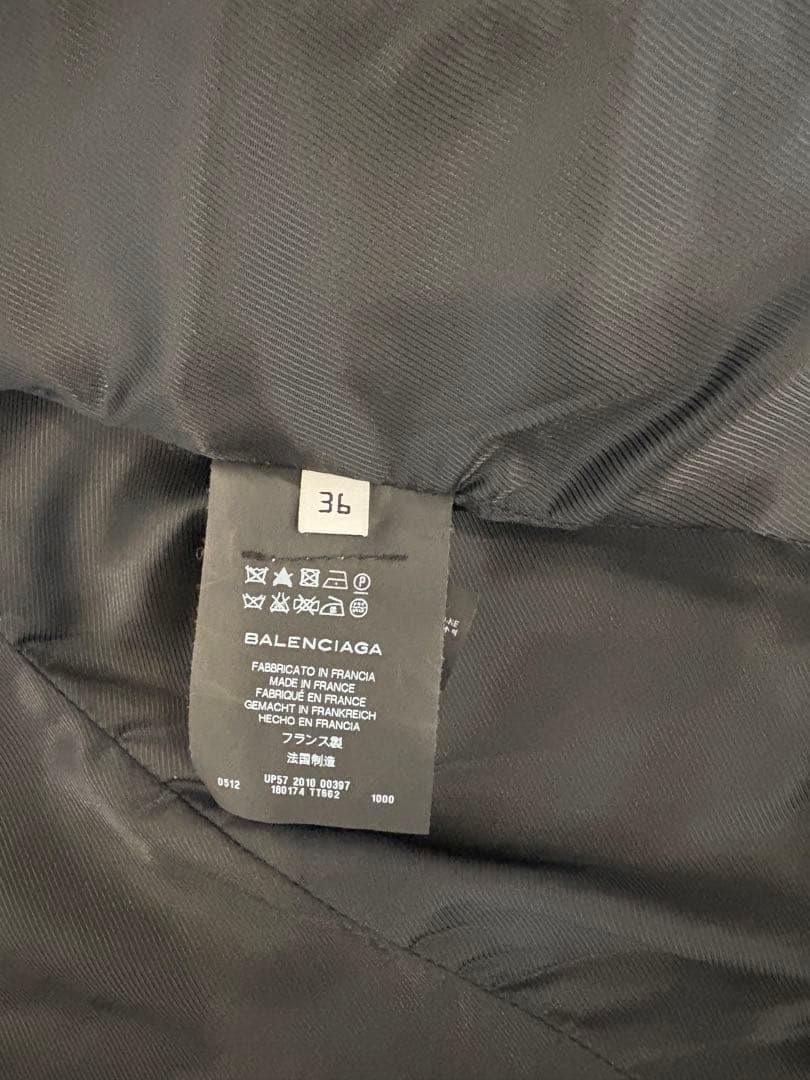 36
BALENCIAGA
FABBRICATO IN FRANCIA
MADE IN FRANCE
FABRIQUÉ EN FRANCE
GEMACHT IN FRANKREICH
HECHO EN FRANCIA
フランス製
法国制造
0512 UP57 2010 00397
180174 TT662 1000